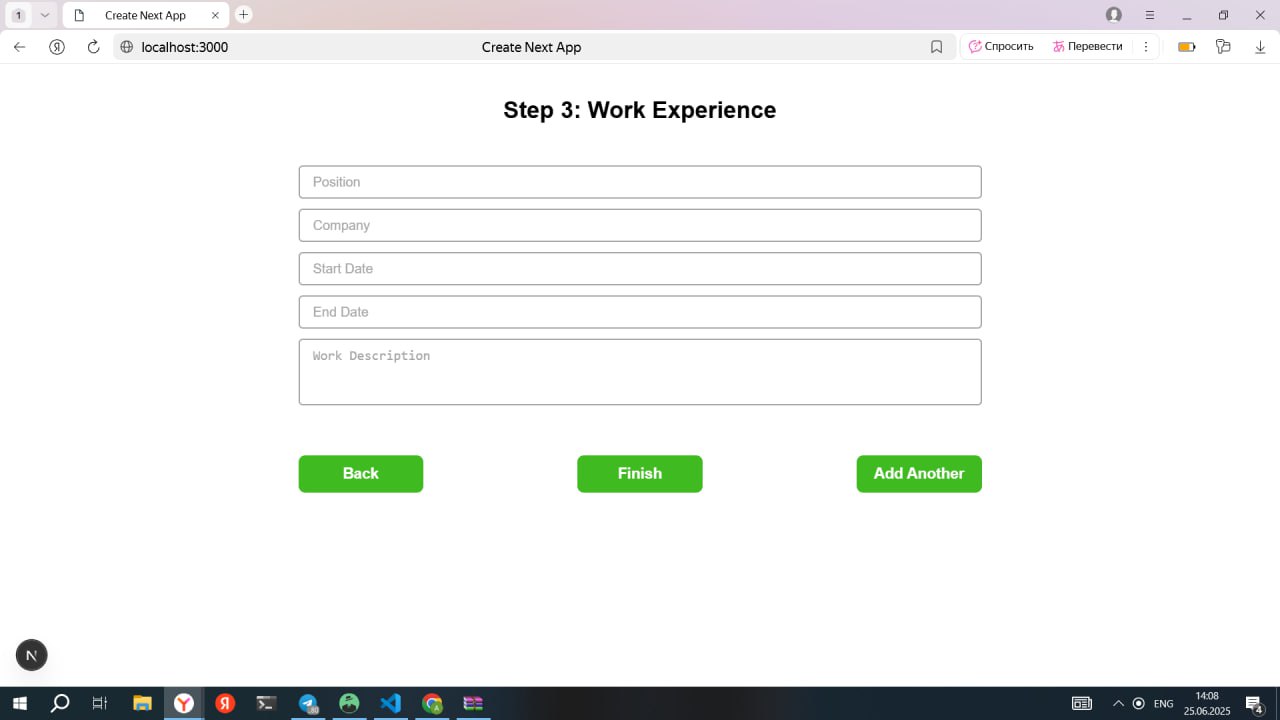 1
Create Next App
localhost:3000
Create Next App
Спросить
Перевести
Step 3: Work Experience
Position
Company
Start Date
End Date
Work Description
Back
Finish
Add Another
N
ENG
14:08
25.06.2025
4